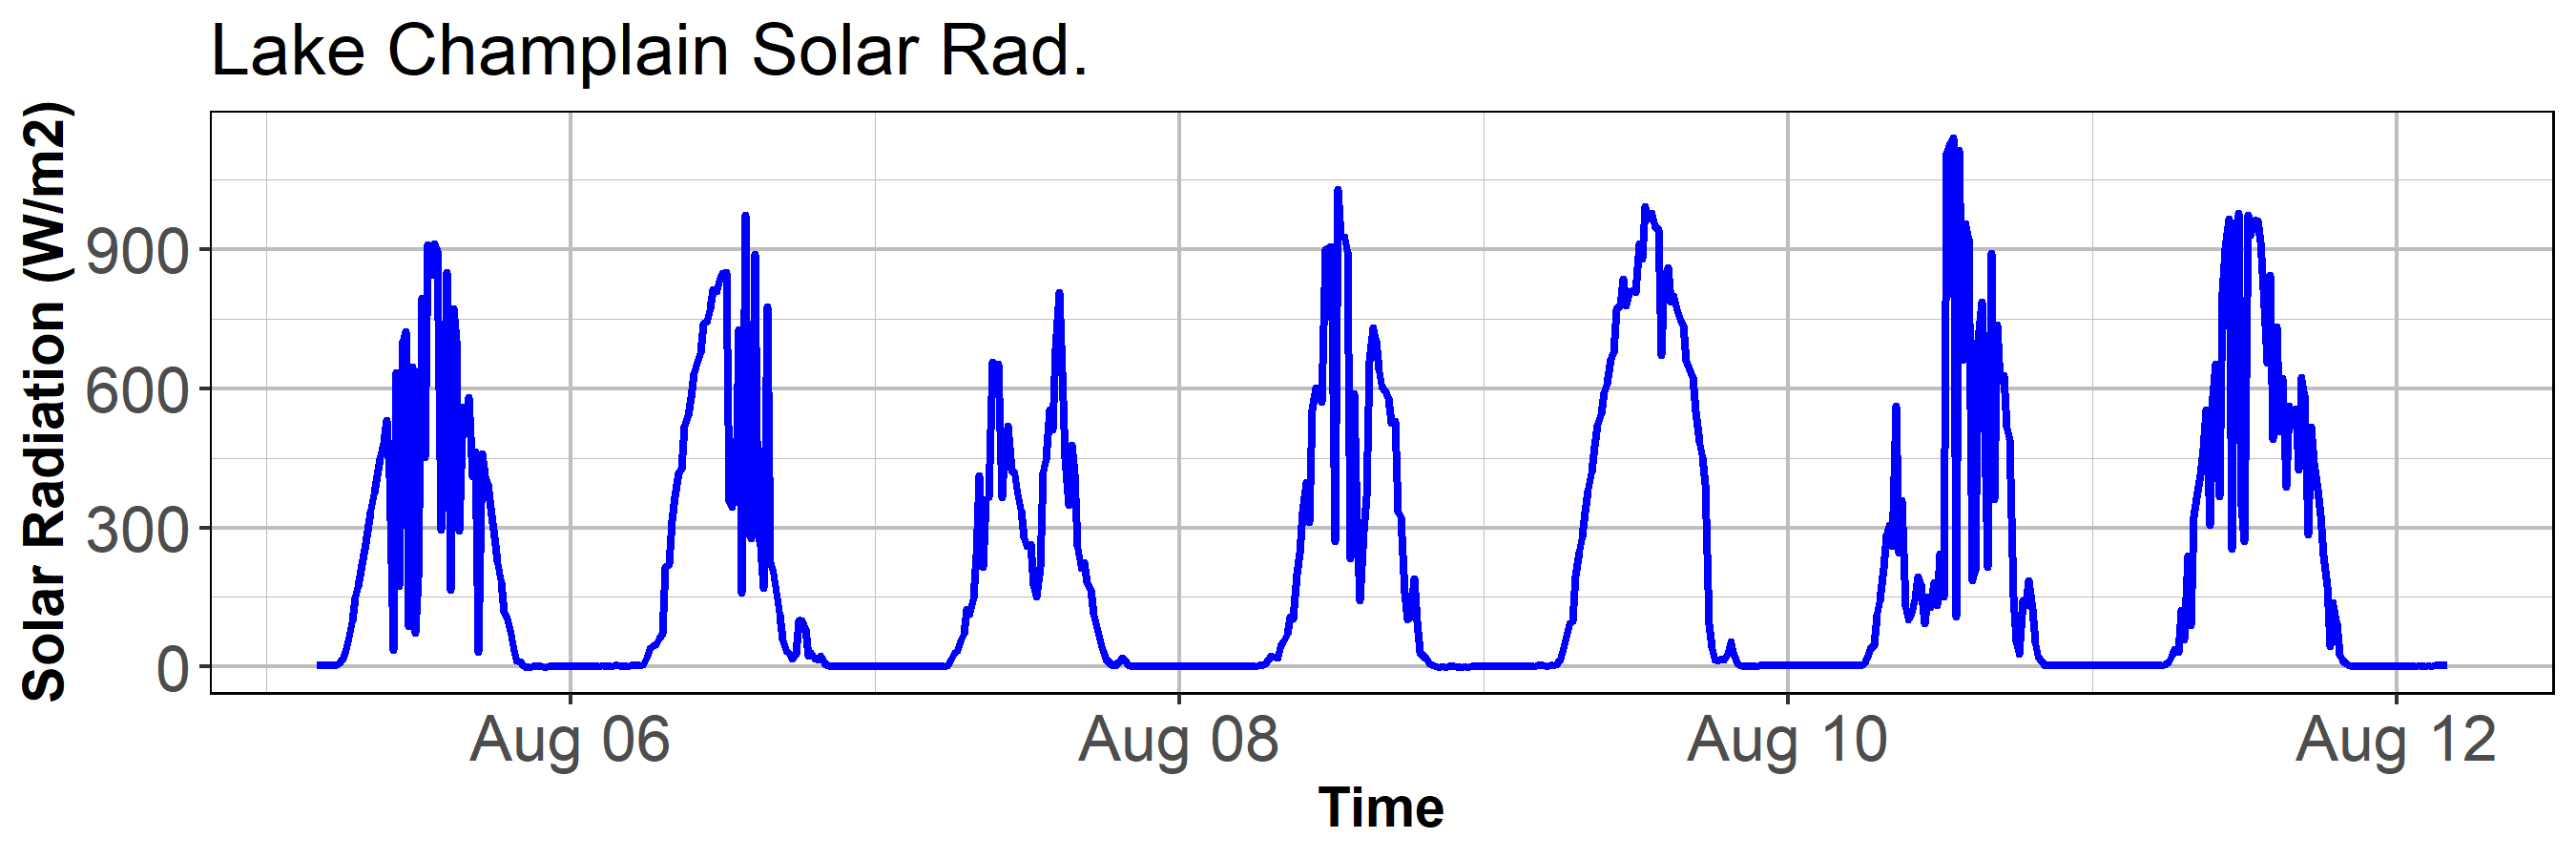 Lake Champlain Solar Rad.
Solar Radiation (W/m2)
900
600
300
0
Aug 06 Aug 08 Aug 10 Aug 12
Time